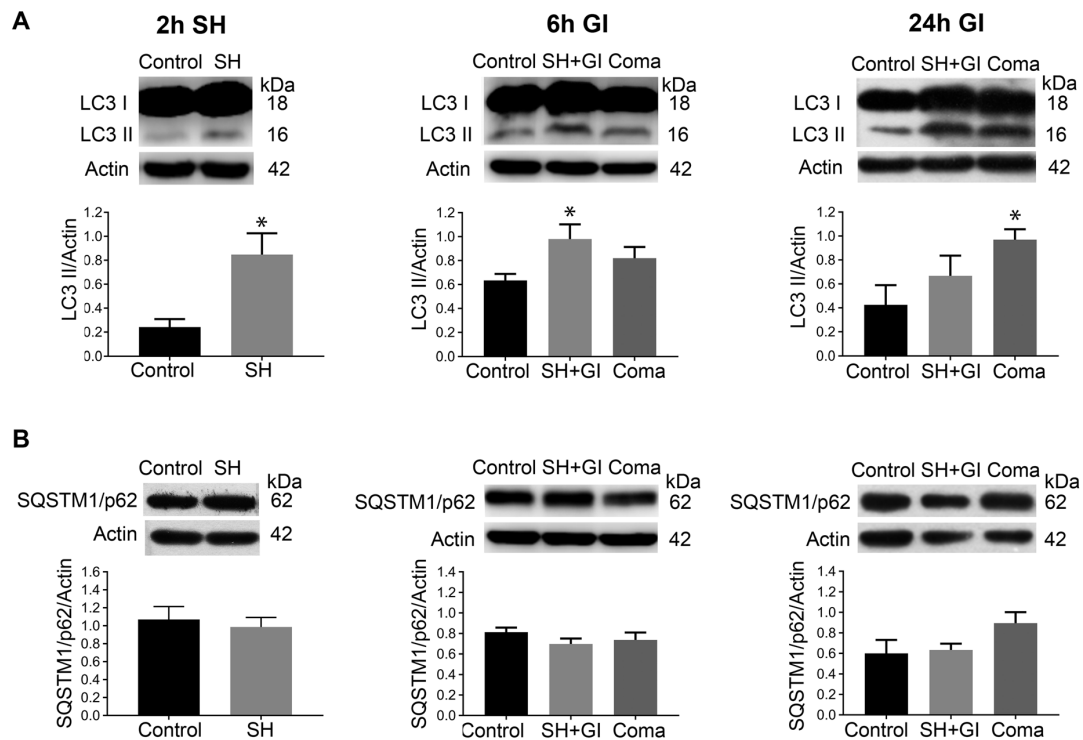 A
2h SH
6h GI
24h GI
Control SH
kDa
LC3 I
18
LC3 II
16
Actin
42
Control SH+GI Coma
kDa
LC3 I
18
LC3 II
16
Actin
42
Control SH+GI Coma
kDa
LC3 I
18
LC3 II
16
Actin
42
LC3 II/Actin
1.2
1.0
0.8
0.6
0.4
0.2
0.0
*
Control SH
LC3 II/Actin
1.2
1.0
0.8
0.6
0.4
0.2
0.0
*
Control SH+GI Coma
LC3 II/Actin
1.2
1.0
0.8
0.6
0.4
0.2
0.0
*
Control SH+GI Coma
B
Control SH
kDa
SQSTM1/p62
62
Actin
42
Control SH+GI Coma
kDa
SQSTM1/p62
62
Actin
42
Control SH+GI Coma
kDa
SQSTM1/p62
62
Actin
42
SQSTM1/p62/Actin
1.6
1.4
1.2
1.0
0.8
0.6
0.4
0.2
0.0
Control SH
SQSTM1/p62/Actin
1.4
1.2
1.0
0.8
0.6
0.4
0.2
0.0
Control SH+GI Coma
SQSTM1/p62/Actin
1.4
1.2
1.0
0.8
0.6
0.4
0.2
0.0
Control SH+GI Coma